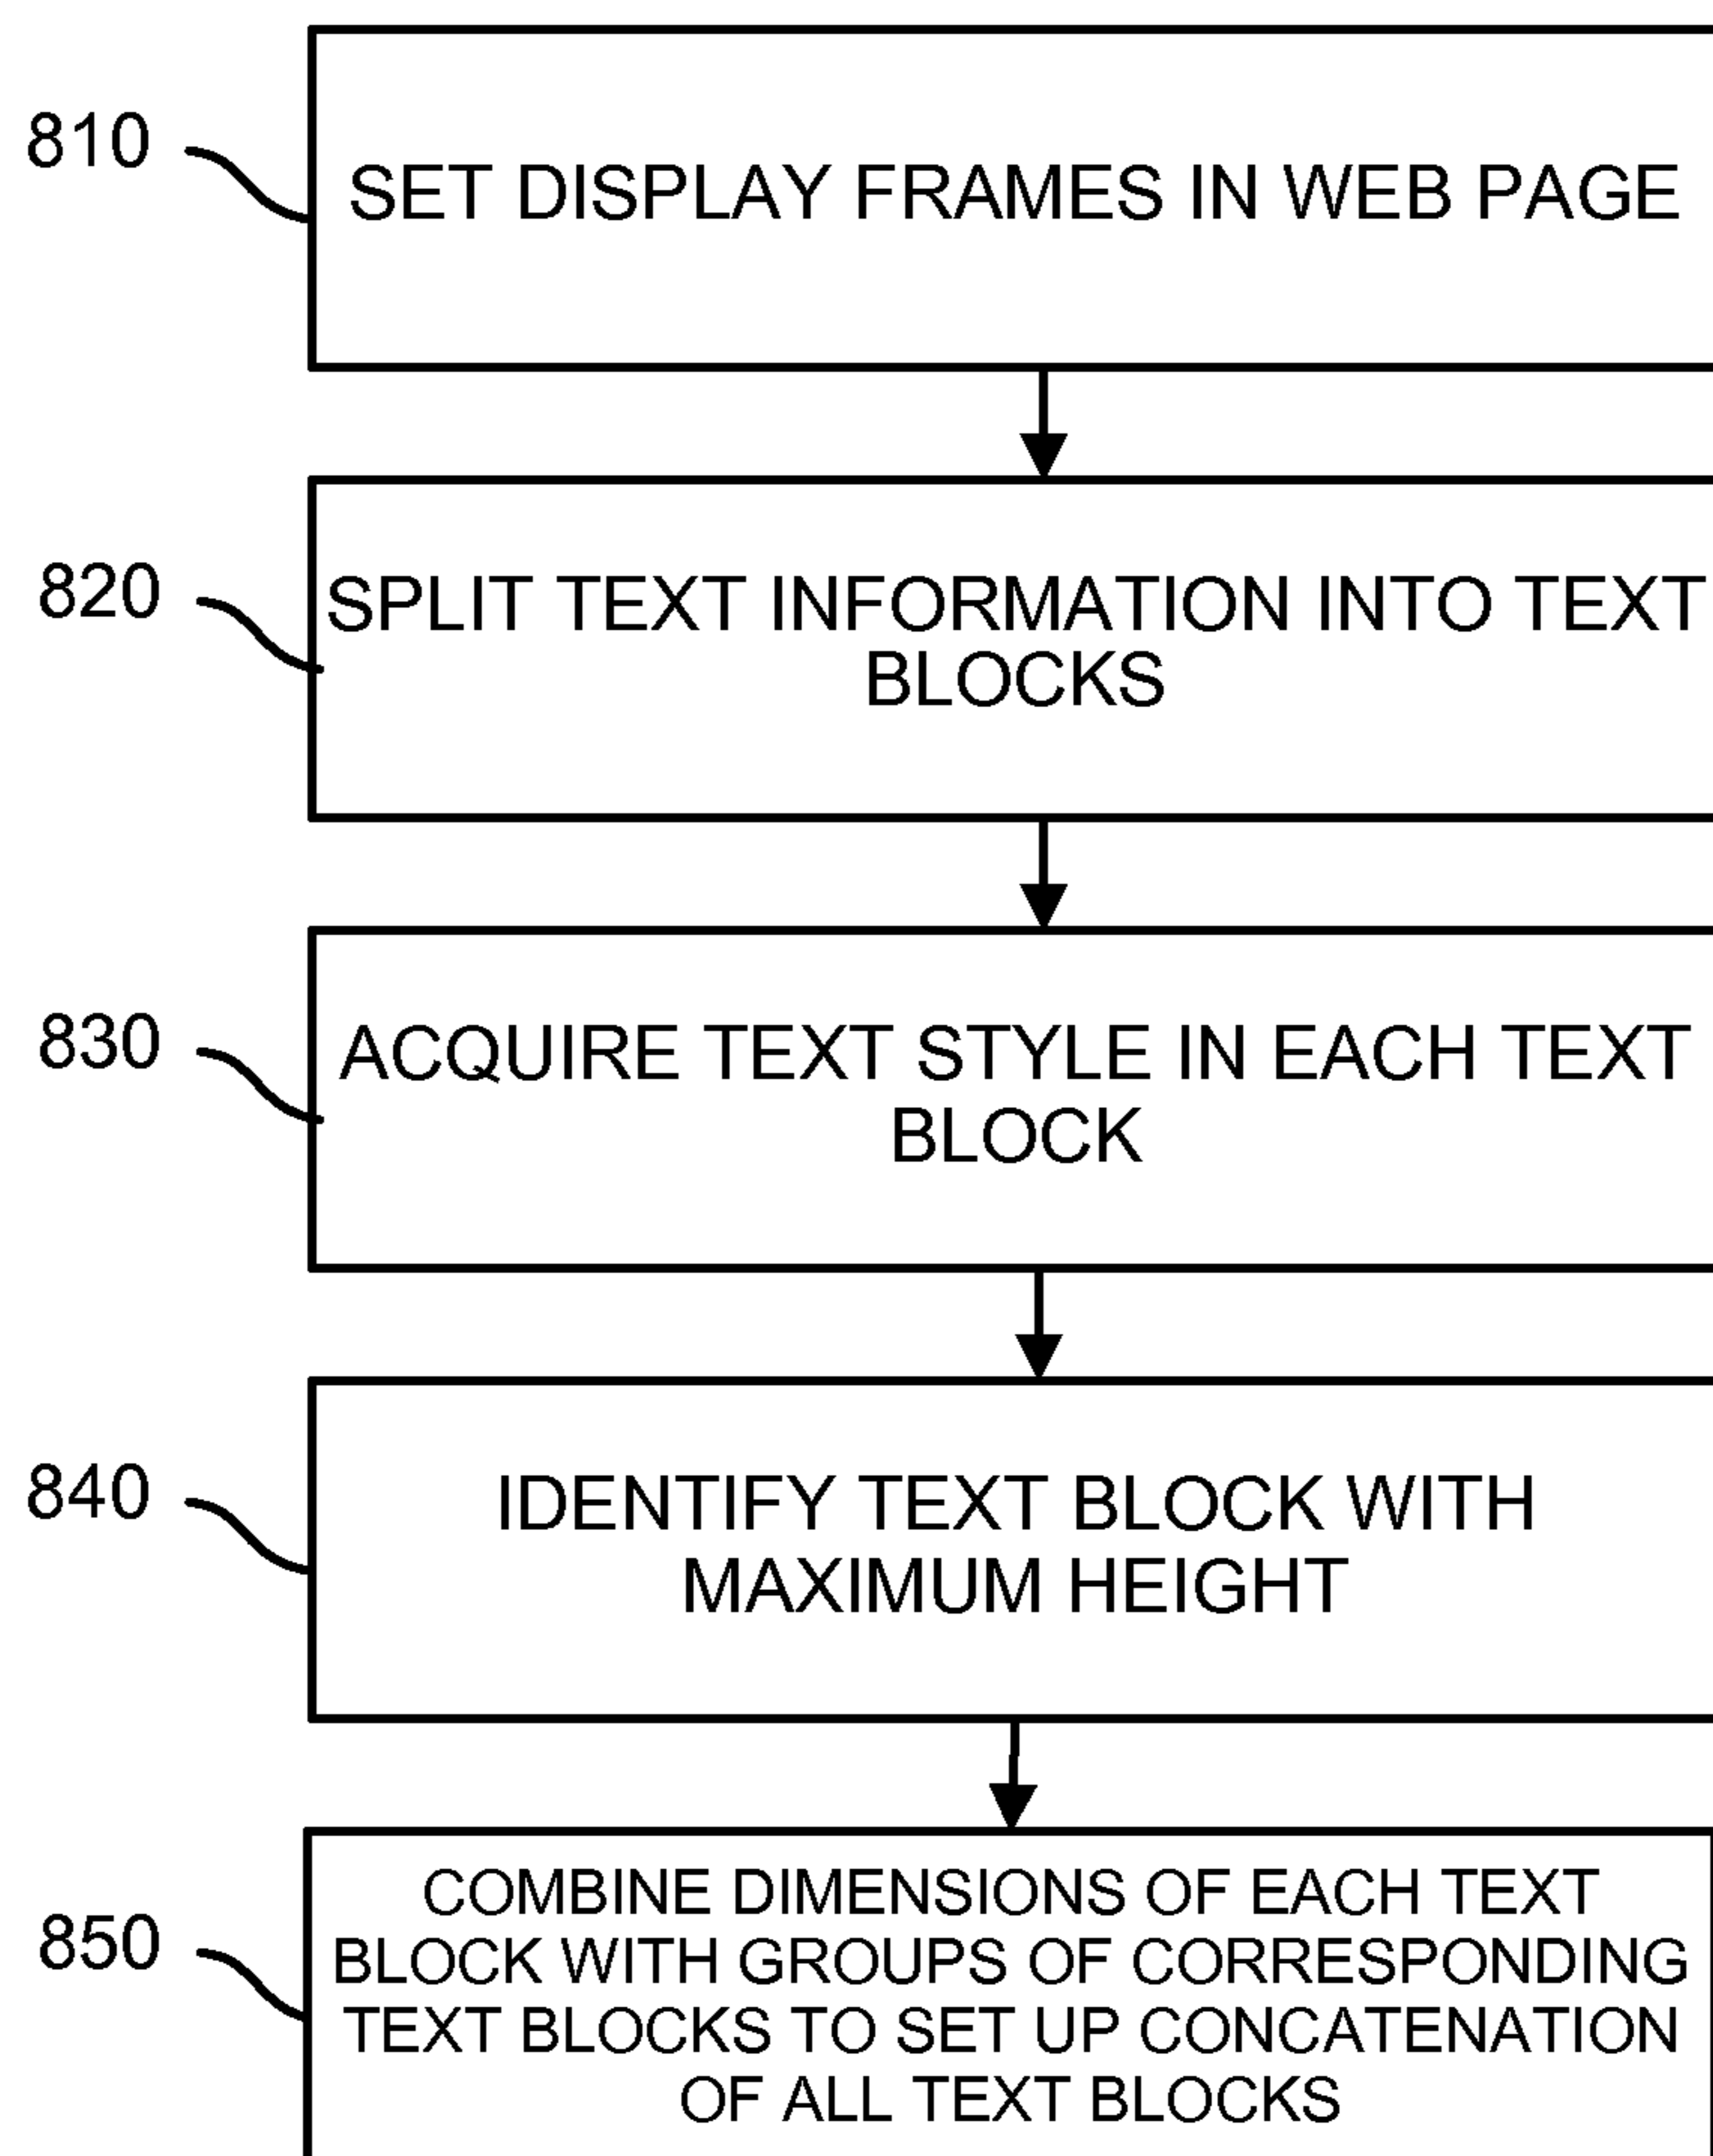 810
SET DISPLAY FRAMES IN WEB PAGE
820
SPLIT TEXT INFORMATION INTO TEXT
BLOCKS
830
ACQUIRE TEXT STYLE IN EACH TEXT
BLOCK
840
IDENTIFY TEXT BLOCK WITH
MAXIMUM HEIGHT
850
COMBINE DIMENSIONS OF EACH TEXT
BLOCK WITH GROUPS OF CORRESPONDING
TEXT BLOCKS TO SET UP CONCATENATION
OF ALL TEXT BLOCKS